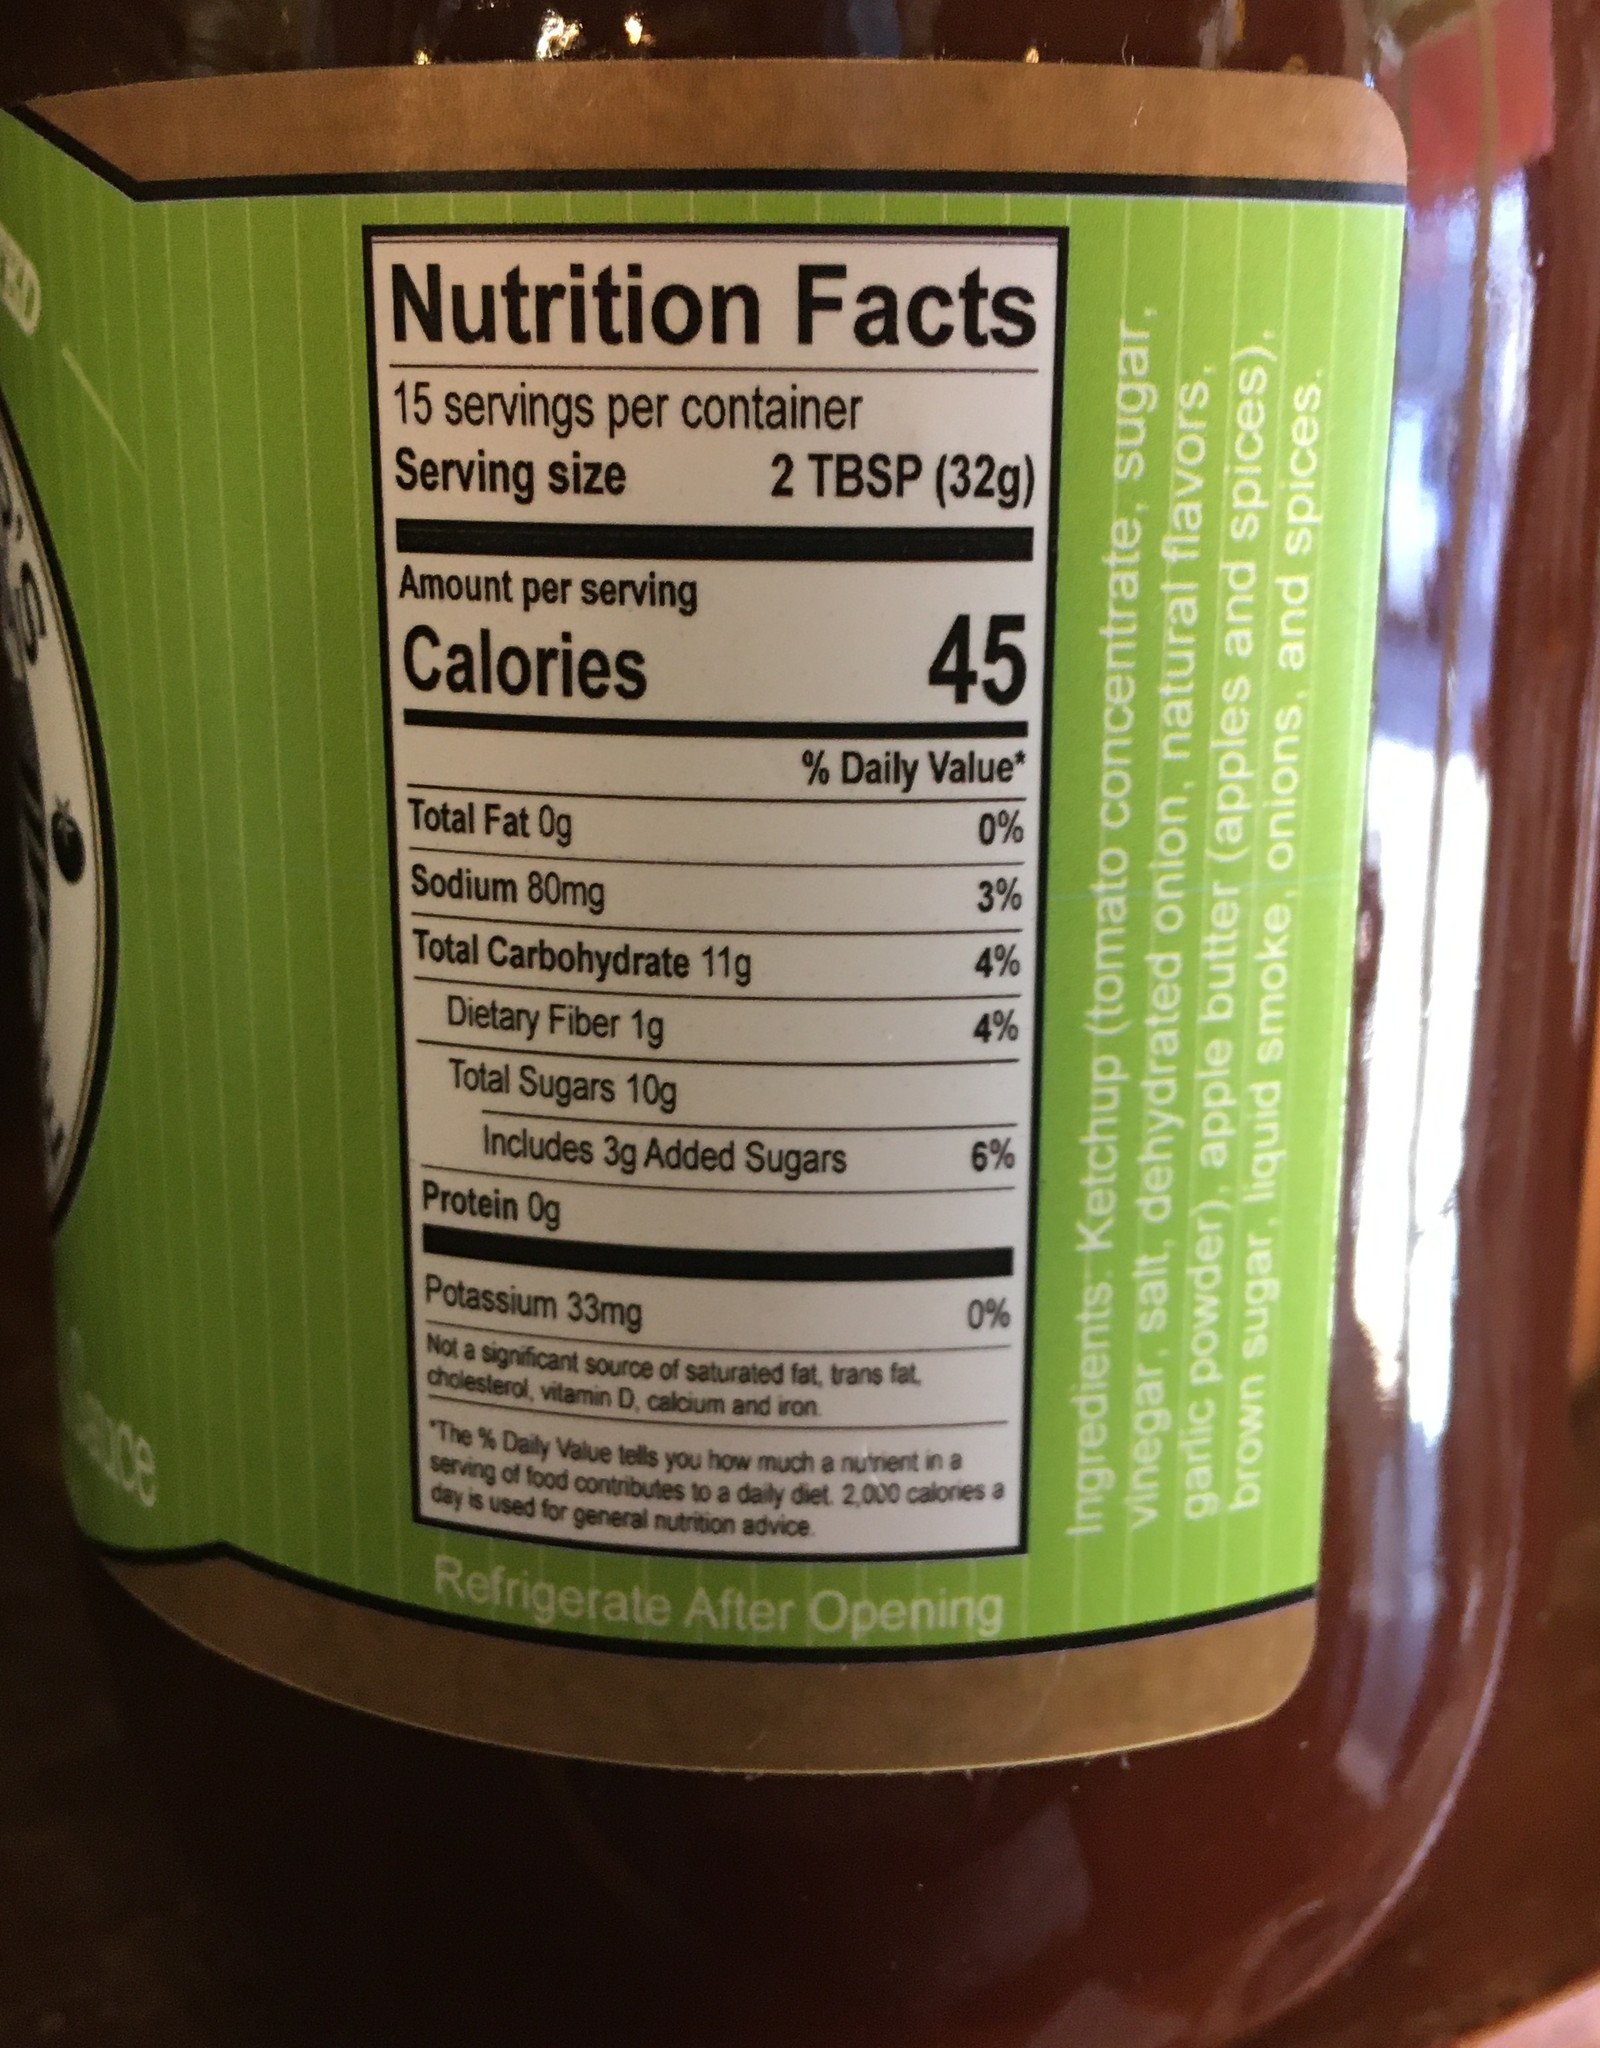 Nutrition Facts
15 servings per container
Serving size 2 TBSP (32g)
Amount per serving
Calories 45
% Daily Value*
Total Fat 0g 0%
Sodium 80mg 3%
Total Carbohydrate 11g 4%
Dietary Fiber 1g 4%
Total Sugars 10g
Includes 3g Added Sugars 6%
Protein 0g
Potassium 33mg 0%
Not a significant source of saturated fat, trans fat,
cholesterol, vitamin D, calcium and iron.
*The % Daily Value tells you how much a nutrient in a
serving of food contributes to a daily diet. 2,000 calories a
day is used for general nutrition advice.
Refrigerate After Opening
Ingredients: Ketchup (tomato concentrate, sugar,
vinegar, salt, dehydrated onion, natural flavors,
garlic powder), apple butter (apples and spices),
brown sugar, liquid smoke, onions, and spices.